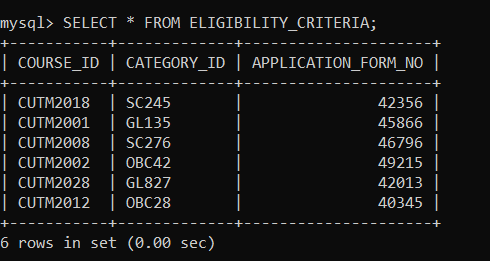 mysql> SELECT * FROM ELIGIBILITY_CRITERIA;
+-----------+-------------+---------------------+
| COURSE_ID | CATEGORY_ID | APPLICATION_FORM_NO |
+-----------+-------------+---------------------+
| CUTM2018  | SC245       |               42356 |
| CUTM2001  | GL135       |               45866 |
| CUTM2008  | SC276       |               46796 |
| CUTM2002  | OBC42       |               49215 |
| CUTM2028  | GL827       |               42013 |
| CUTM2012  | OBC28       |               40345 |
+-----------+-------------+---------------------+
6 rows in set (0.00 sec)